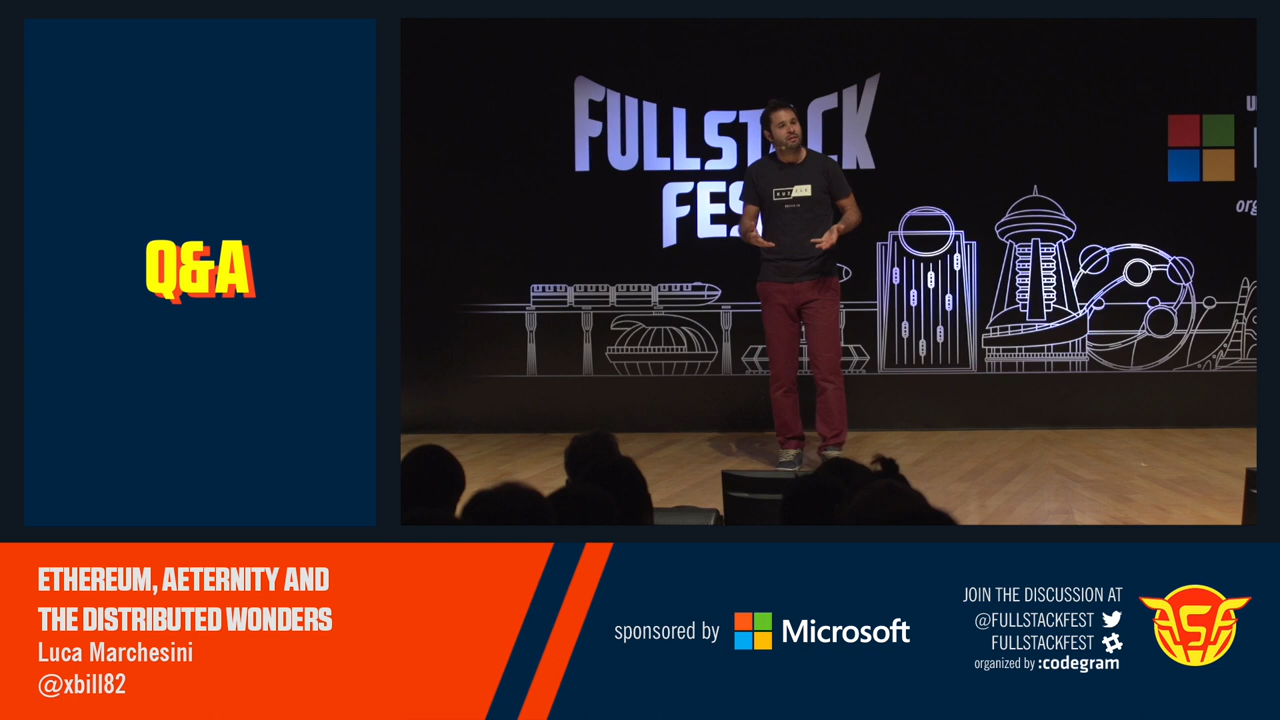 Q&A
FULLSTACK
FEST
ETHEREUM, AETERNITY AND
THE DISTRIBUTED WONDERS
Luca Marchesini
@xbill82
sponsored by Microsoft
JOIN THE DISCUSSION AT
@FULLSTACKFEST
FULLSTACKFEST
organized by :codegram